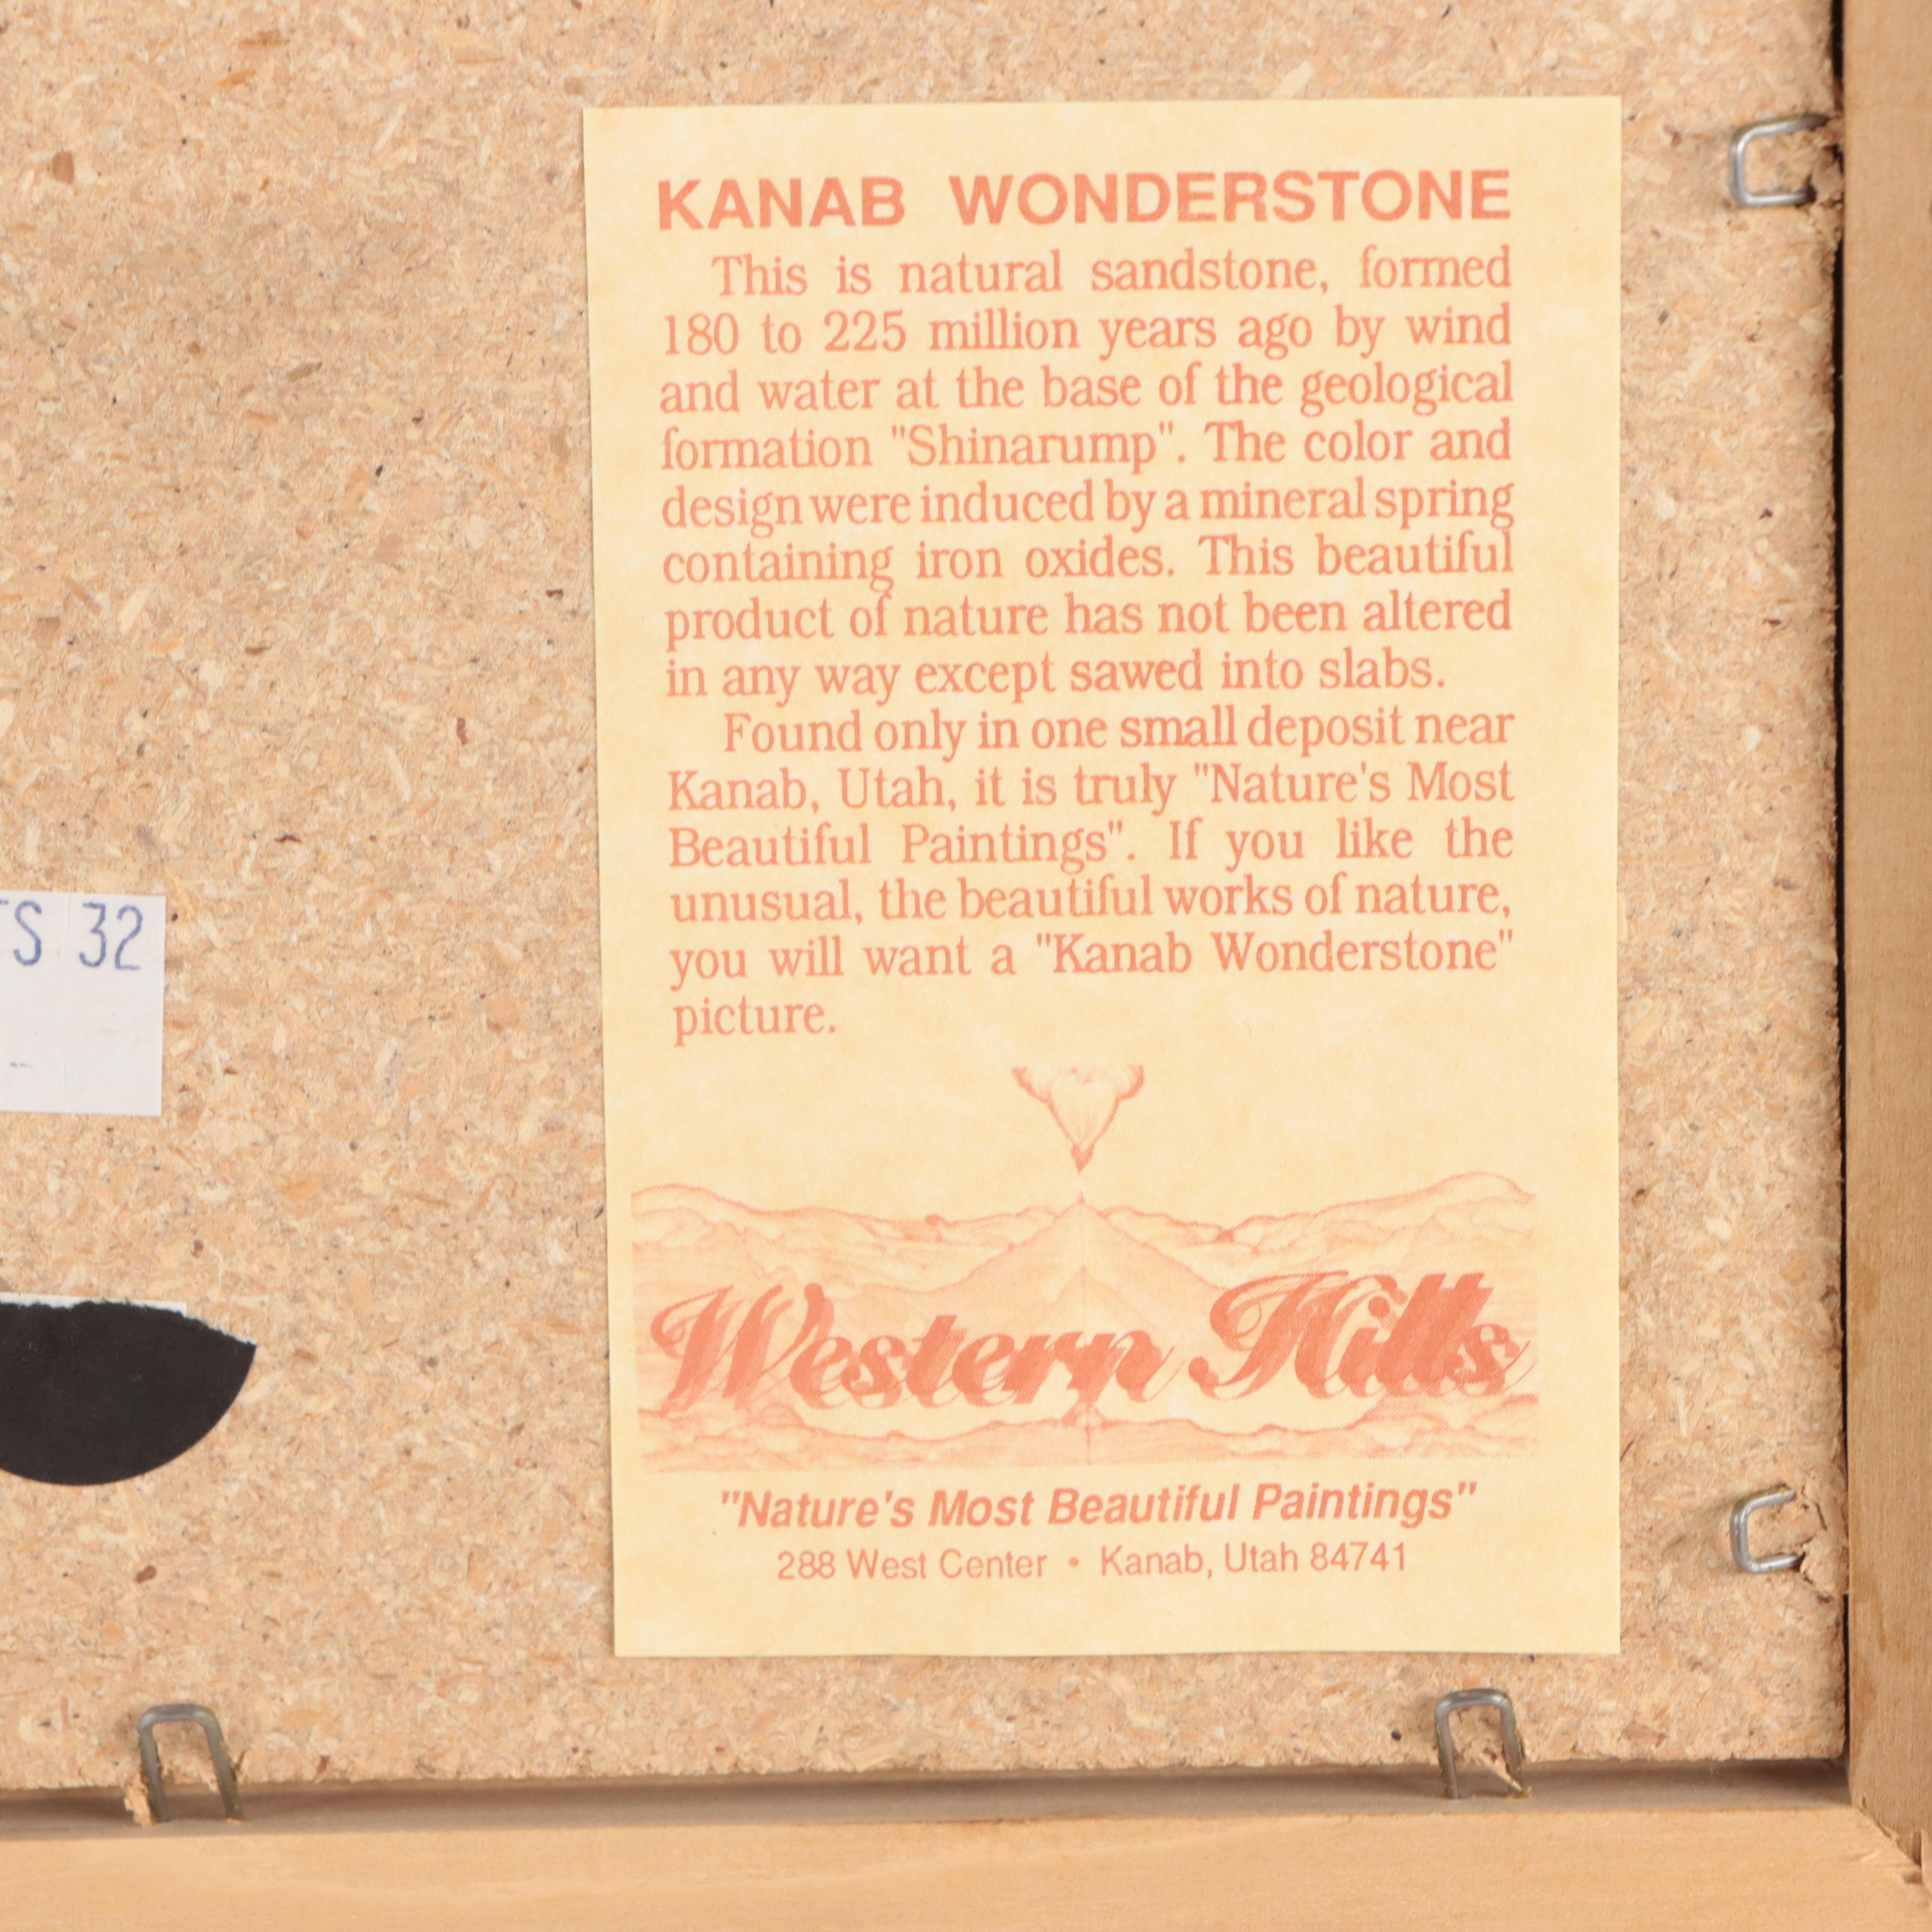 KANAB WONDERSTONE
This is natural sandstone, formed
180 to 225 million years ago by wind
and water at the base of the geological
formation "Shinarump". The color and
design were induced by a mineral spring
containing iron oxides. This beautiful
product of nature has not been altered
in any way except sawed into slabs.
Found only in one small deposit near
Kanab, Utah, it is truly "Nature's Most
Beautiful Paintings". If you like the
unusual, the beautiful works of nature,
you will want a "Kanab Wonderstone"
picture.
Western Hills
"Nature's Most Beautiful Paintings"
288 West Center • Kanab, Utah 84741
32